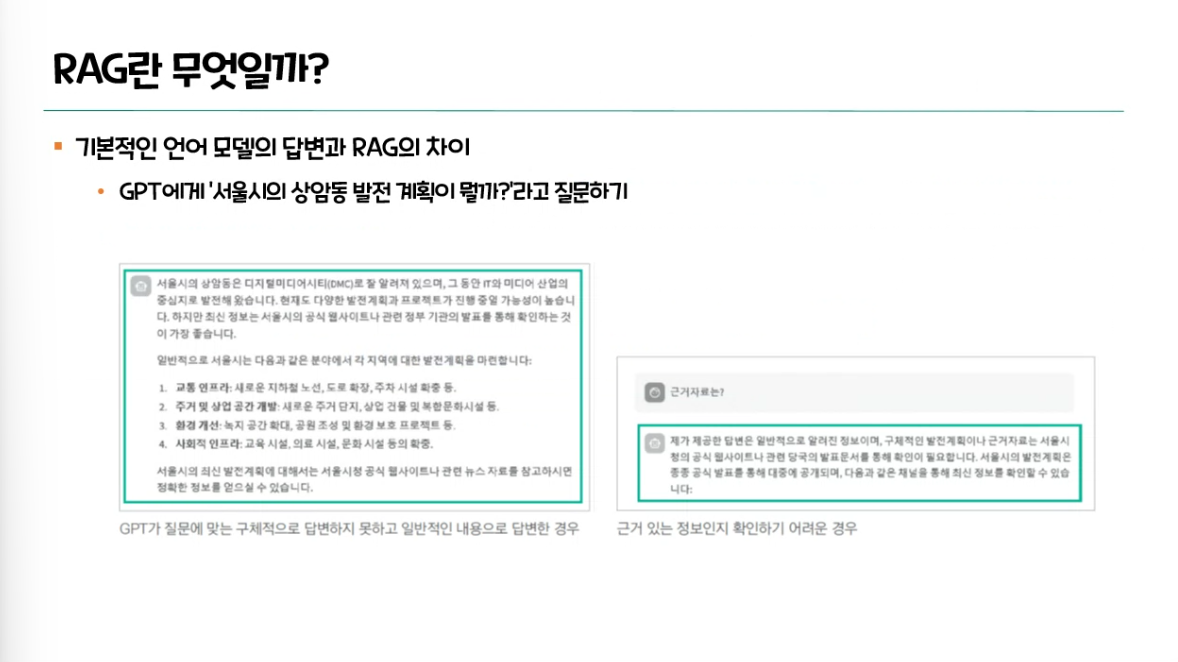 RAG란 무엇일까?
기본적인 언어 모델의 답변과 RAG의 차이
GPT에게 '서울시의 상암동 발전 계획이 뭘까?'라고 질문하기
서울시의 상암동은 디지털미디어시티(DMC)로 잘 알려져 있으며, 그 동안 IT와 미디어 산업의
중심지로 발전해 왔습니다. 현재도 다양한 발전계획과 프로젝트가 진행 중일 가능성이 높습니
다. 하지만 최신 정보는 서울시의 공식 웹사이트나 관련 정부 기관의 발표를 통해 확인하는 것
이 가장 좋습니다.
일반적으로 서울시는 다음과 같은 분야에서 각 지역에 대한 발전계획을 마련합니다:
1. 교통 인프라: 새로운 지하철 노선, 도로 확장, 주차 시설 확충 등.
2. 주거 및 상업 공간 개발: 새로운 주거 단지, 상업 건물 및 복합문화시설 등.
3. 환경 개선: 녹지 공간 확대, 공원 조성 및 환경 보호 프로젝트 등.
4. 사회적 인프라: 교육 시설, 의료 시설, 문화 시설 등의 확충.
서울시의 최신 발전계획에 대해서는 서울시청 공식 웹사이트나 관련 뉴스 자료를 참고하시면
정확한 정보를 얻으실 수 있습니다.
GPT가 질문에 맞는 구체적으로 답변하지 못하고 일반적인 내용으로 답변한 경우
근거자료는?
제가 제공한 답변은 일반적으로 알려진 정보이며, 구체적인 발전계획이나 근거자료는 서울시
청의 공식 웹사이트나 관련 당국의 발표문서를 통해 확인이 필요합니다. 서울시의 발전계획은
종종 공식 발표를 통해 대중에 공개되며, 다음과 같은 채널을 통해 최신 정보를 확인할 수 있습
니다:
근거 있는 정보인지 확인하기 어려운 경우